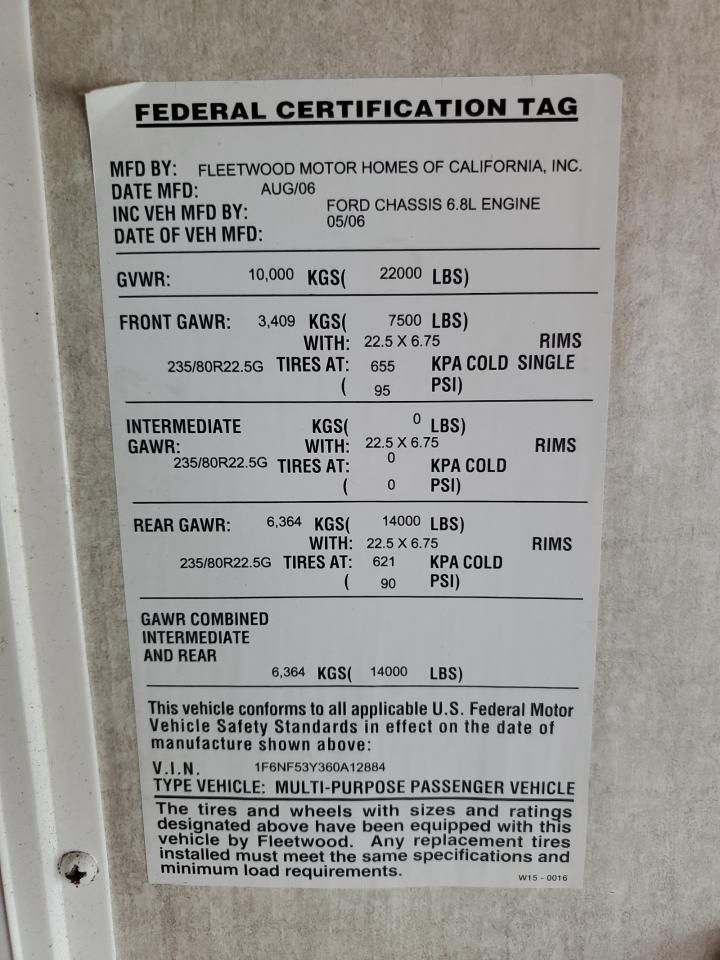 FEDERAL CERTIFICATION TAG
MFD BY: FLEETWOOD MOTOR HOMES OF CALIFORNIA, INC.
DATE MFD: AUG/06
INC VEH MFD BY: FORD CHASSIS 6.8L ENGINE
05/06
DATE OF VEH MFD:
GVWR: 10,000 KGS( 22000 LBS)
FRONT GAWR: 3,409 KGS( 7500 LBS)
WITH: 22.5 X 6.75 RIMS
235/80R22.5G TIRES AT: 655 KPA COLD SINGLE
( 95 PSI)
INTERMEDIATE KGS( 0 LBS)
GAWR: WITH: 22.5 X 6.75 RIMS
235/80R22.5G TIRES AT: 0 KPA COLD
( 0 PSI)
REAR GAWR: 6,364 KGS( 14000 LBS)
WITH: 22.5 X 6.75 RIMS
235/80R22.5G TIRES AT: 621 KPA COLD
( 90 PSI)
GAWR COMBINED
INTERMEDIATE
AND REAR
6,364 KGS( 14000 LBS)
This vehicle conforms to all applicable U.S. Federal Motor
Vehicle Safety Standards in effect on the date of
manufacture shown above:
V.I.N. 1F6NF53Y360A12884
TYPE VEHICLE: MULTI-PURPOSE PASSENGER VEHICLE
The tires and wheels with sizes and ratings
designated above have been equipped with this
vehicle by Fleetwood. Any replacement tires
installed must meet the same specifications and
minimum load requirements.
W15 - 0016